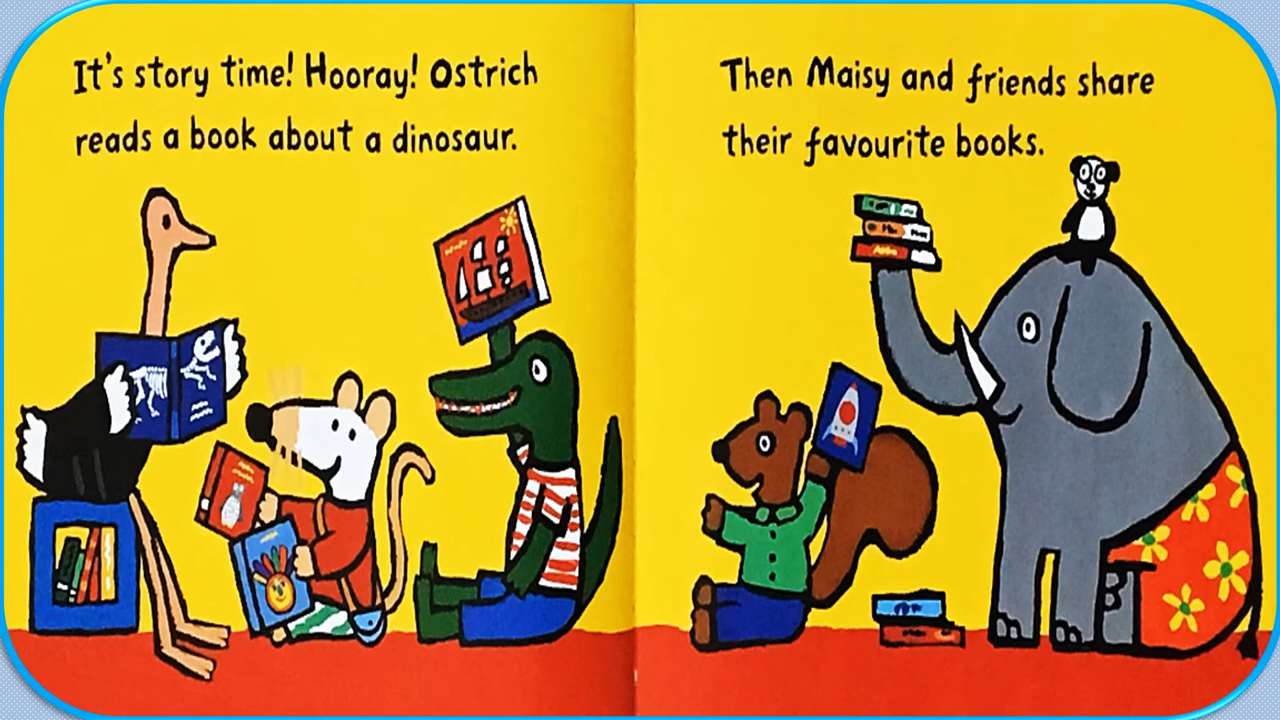 It's story time! Hooray! Ostrich
reads a book about a dinosaur.
Then Maisy and friends share
their favourite books.